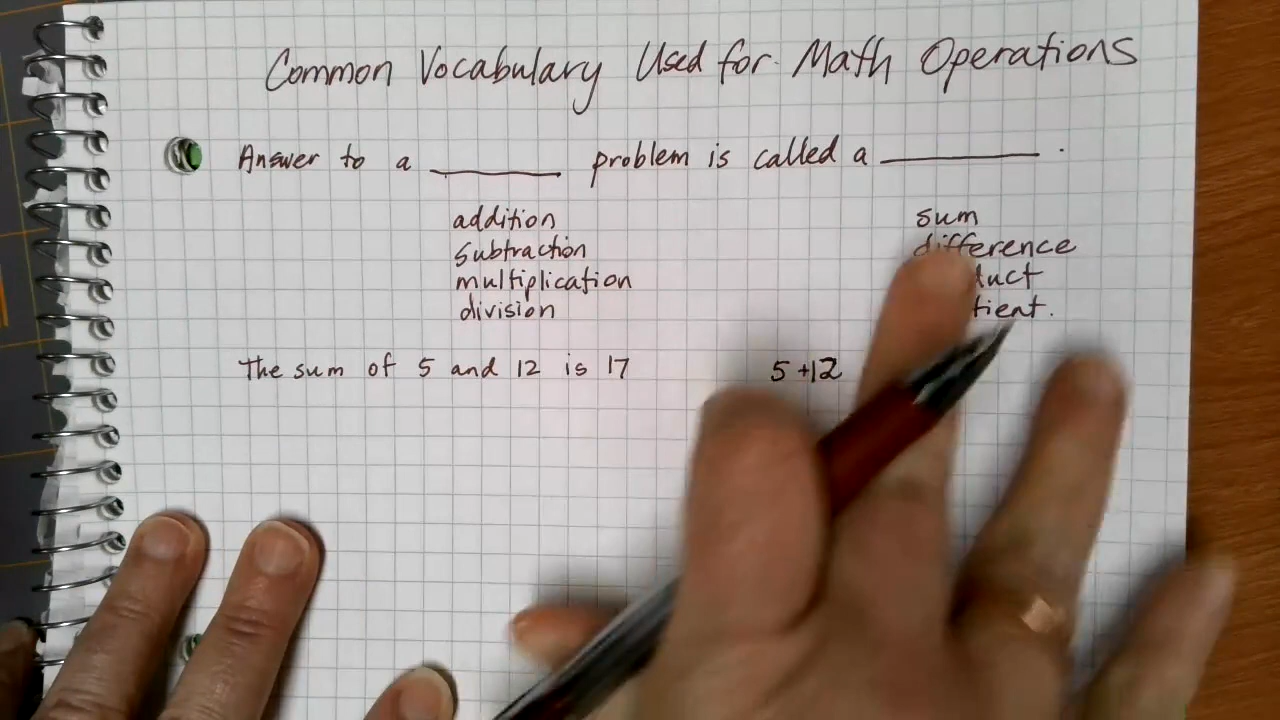 Common Vocabulary Used for Math Operations
Answer to a ______ problem is called a ______ .
addition sum
subtraction difference
multiplication
division
The sum of 5 and 12 is 17 5+12